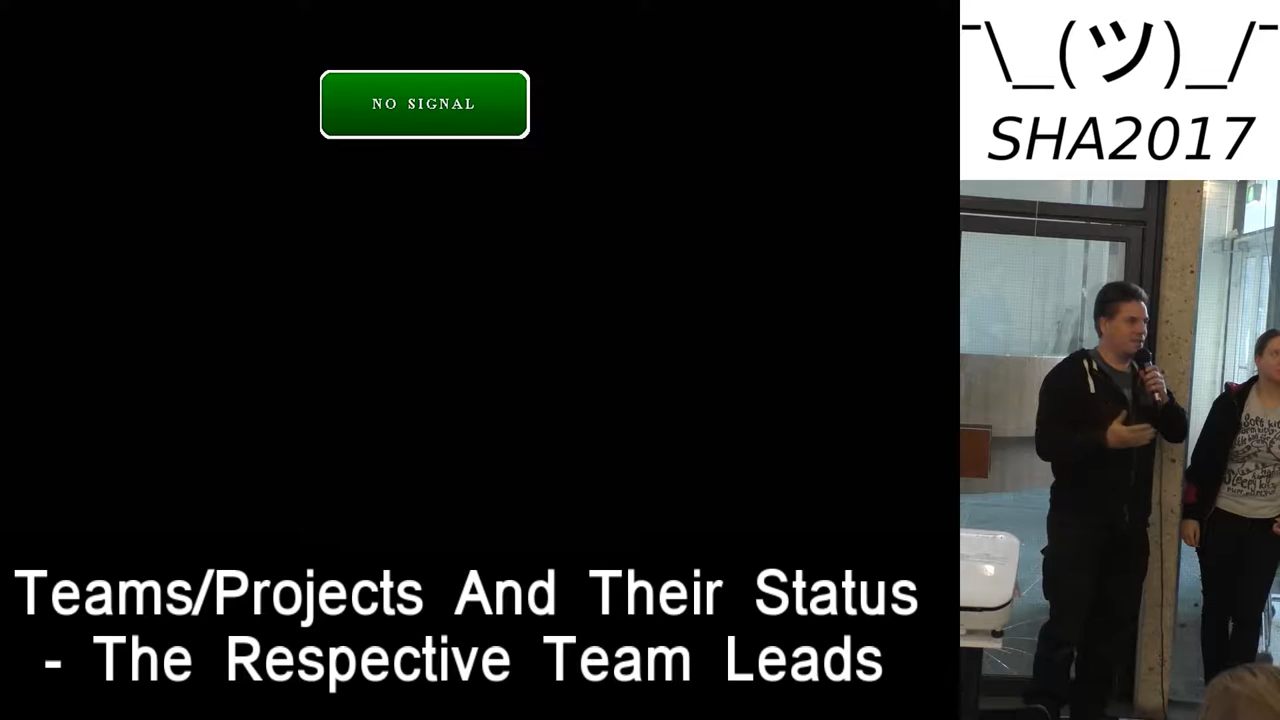 NO SIGNAL
¯\_(ツ)_/¯
SHA2017
Teams/Projects And Their Status
- The Respective Team Leads